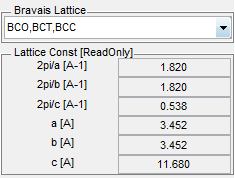 Bravais Lattice
BCO,BCT,BCC
Lattice Const [ReadOnly]
2pi/a [A-1] 1.820
2pi/b [A-1] 1.820
2pi/c [A-1] 0.538
a [A] 3.452
b [A] 3.452
c [A] 11.680